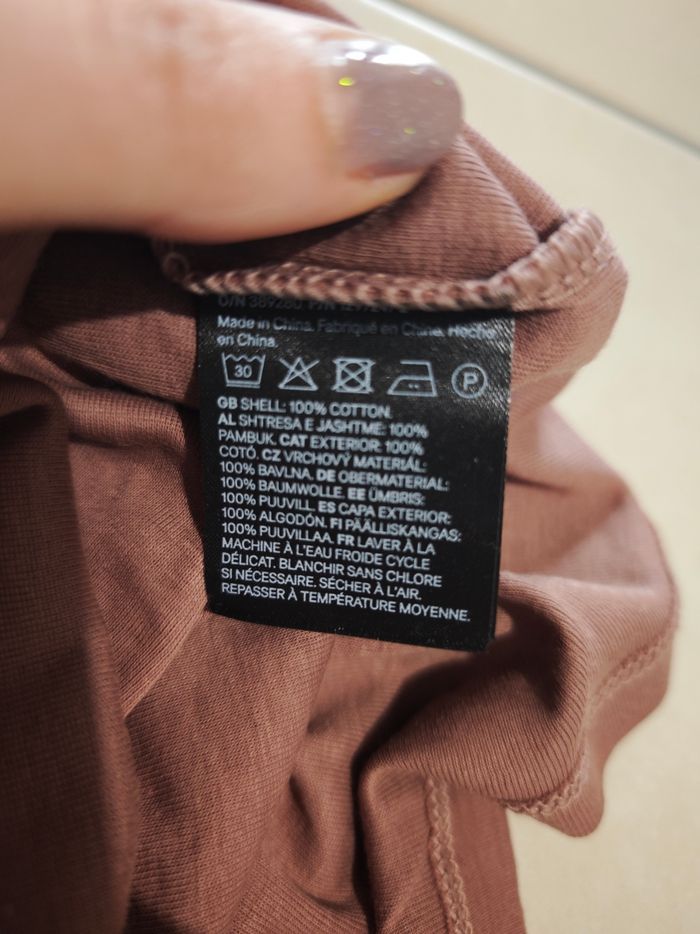 Made in China. Fabriqué en Chine. Hecho
en China.
30 P
GB SHELL: 100% COTTON.
AL SHTRESA E JASHTME: 100%
PAMBUK. CAT EXTERIOR: 100%
COTÓ. CZ VRCHOVÝ MATERIÁL:
100% BAVLNA. DE OBERMATERIAL:
100% BAUMWOLLE. EE ÜMBRIS:
100% PUUVILL. ES CAPA EXTERIOR:
100% ALGODÓN. FI PÄÄLLISKANGAS:
100% PUUVILLAA. FR LAVER À LA
MACHINE À L'EAU FROIDE CYCLE
DÉLICAT. BLANCHIR SANS CHLORE
SI NÉCESSAIRE. SÉCHER À L'AIR.
REPASSER À TEMPÉRATURE MOYENNE.